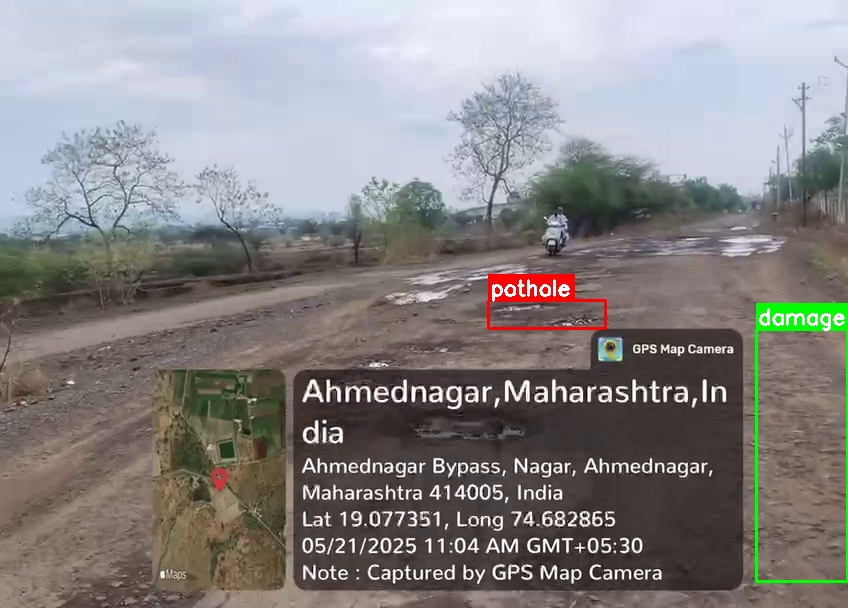 pothole
damage
GPS Map Camera
Ahmednagar,Maharashtra,In
dia
Ahmednagar Bypass, Nagar, Ahmednagar,
Maharashtra 414005, India
Lat 19.077351, Long 74.682865
05/21/2025 11:04 AM GMT+05:30
Note : Captured by GPS Map Camera
Maps